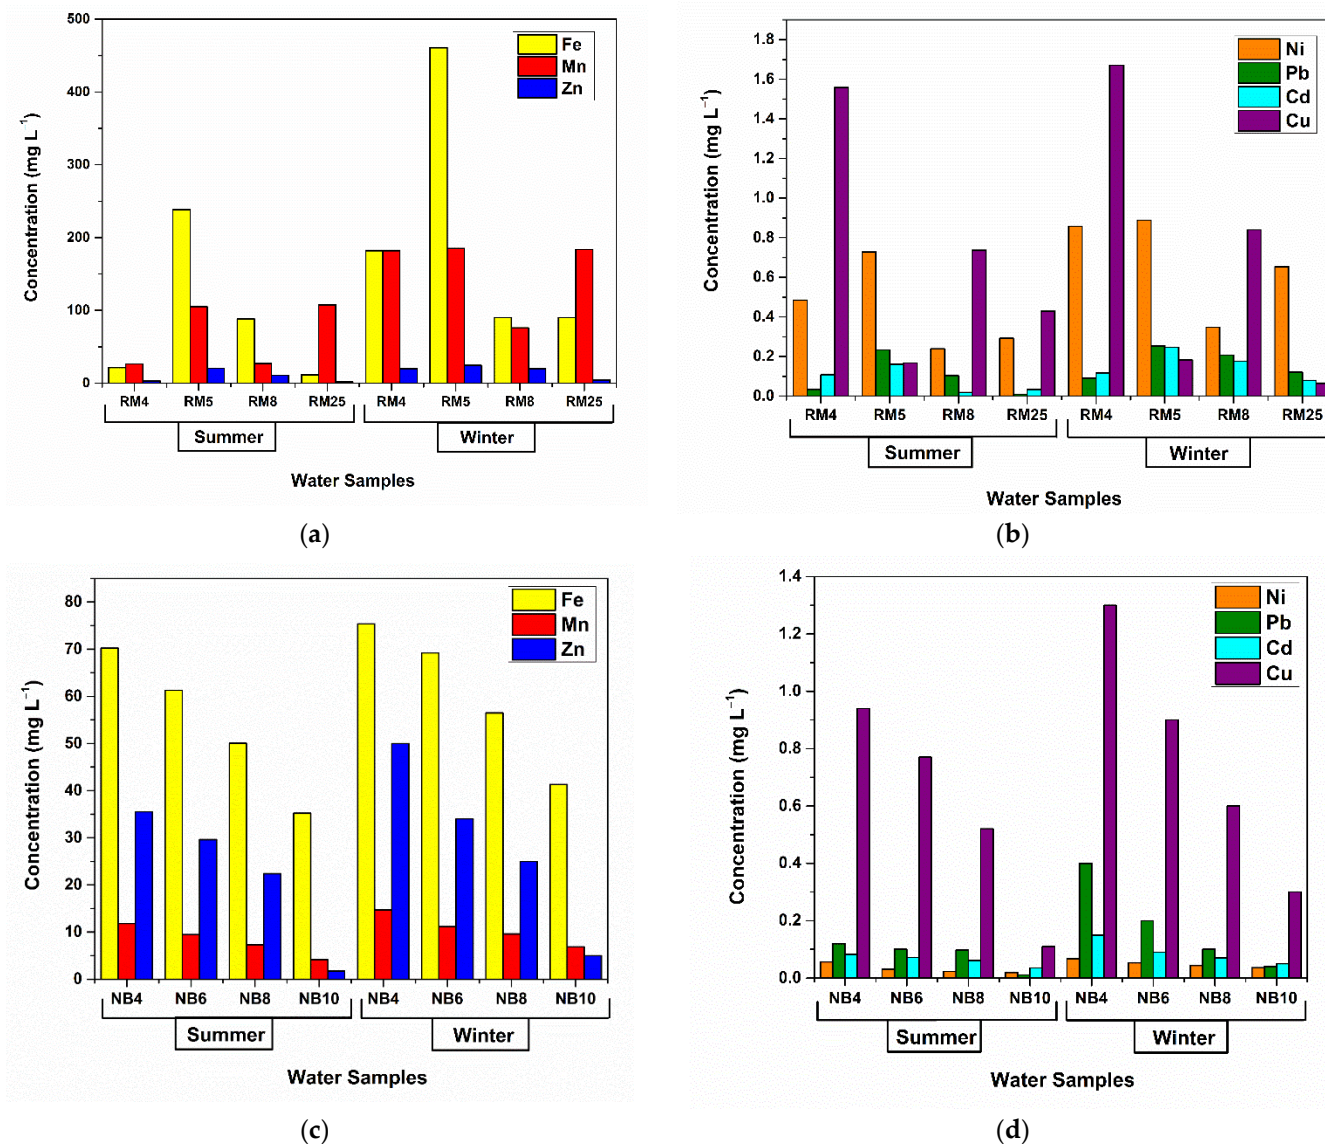 500
400
300
200
100
0
Concentration (mg L⁻¹)
Fe
Mn
Zn
RM4 RM5 RM8 RM25 RM4 RM5 RM8 RM25
Summer Winter
Water Samples
(a)
1.8
1.6
1.4
1.2
1.0
0.8
0.6
0.4
0.2
0.0
Concentration (mg L⁻¹)
Ni
Pb
Cd
Cu
RM4 RM5 RM8 RM25 RM4 RM5 RM8 RM25
Summer Winter
Water Samples
(b)
80
70
60
50
40
30
20
10
0
Concentration (mg L⁻¹)
Fe
Mn
Zn
NB4 NB6 NB8 NB10 NB4 NB6 NB8 NB10
Summer Winter
Water Samples
(c)
1.4
1.2
1.0
0.8
0.6
0.4
0.2
0.0
Concentration (mg L⁻¹)
Ni
Pb
Cd
Cu
NB4 NB6 NB8 NB10 NB4 NB6 NB8 NB10
Summer Winter
Water Samples
(d)